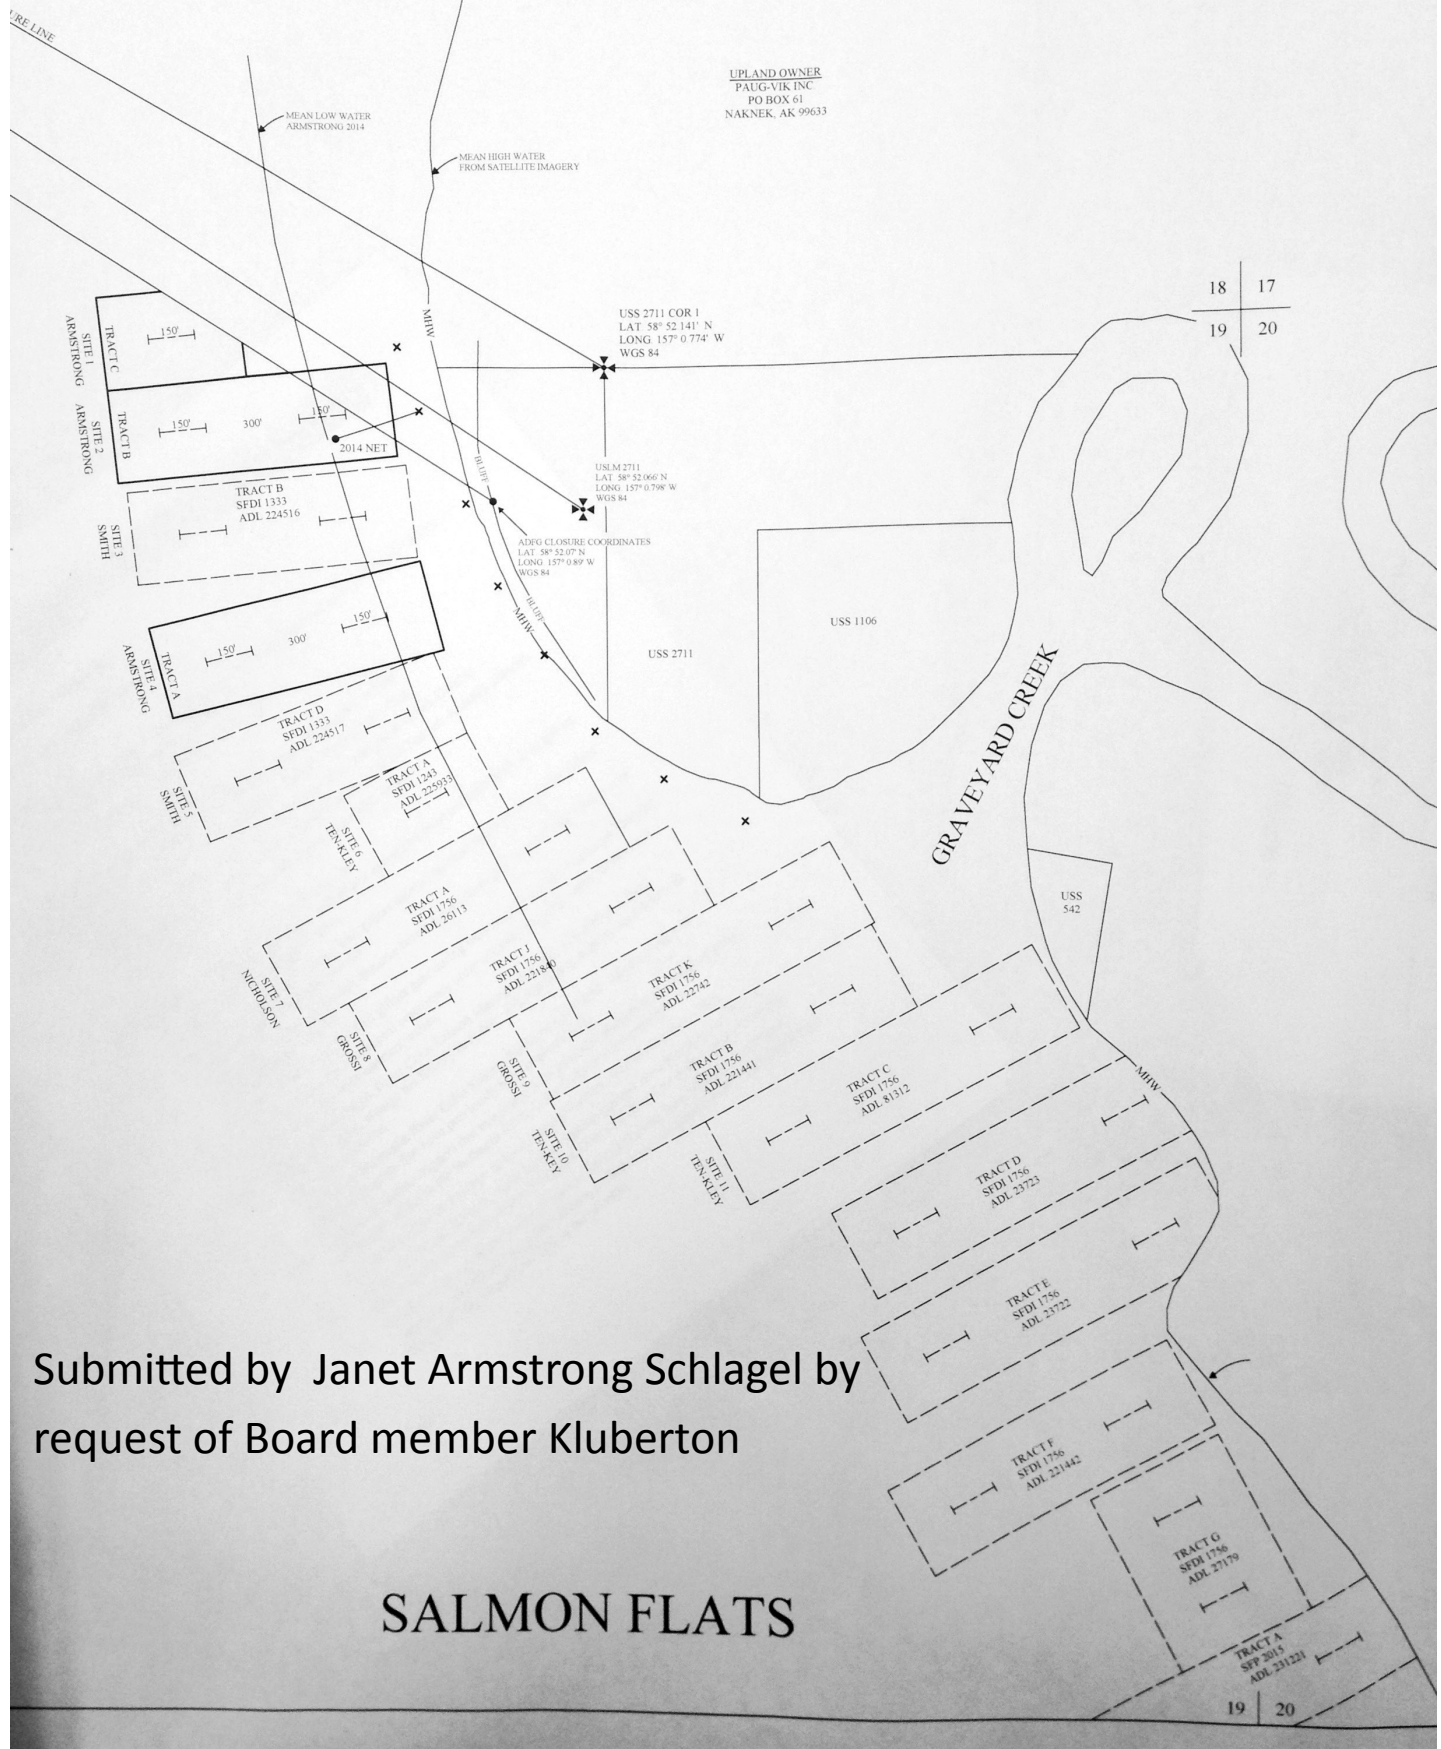 URE LINE
UPLAND OWNER
PAUG-VIK INC
PO BOX 61
NAKNEK, AK 99633
MEAN LOW WATER
ARMSTRONG 2014
MEAN HIGH WATER
FROM SATELLITE IMAGERY
18 17
19 20
USS 2711 COR 1
LAT 58° 52 141' N
LONG 157° 0.774' W
WGS 84
MHW
SITE 1
ARMSTRONG
TRACT C
150'
SITE 2
ARMSTRONG
TRACT B
150'
300'
150'
2014 NET
BLUFF
USLM 2711
LAT 58° 52.066' N
LONG 157° 0.798' W
WGS 84
TRACT B
SFDI 1333
ADL 224516
SITE 3
SMITH
ADFG CLOSURE COORDINATES
LAT 58° 52.07' N
LONG 157° 0.89' W
WGS 84
BLUFF
MHW
USS 1106
USS 2711
SITE 4
ARMSTRONG
TRACT A
150'
300'
150'
GRAVEYARD CREEK
TRACT D
SFDI 1333
ADL 224517
SITE 5
SMITH
TRACT A
SFDI 1243
ADL 225933
SITE 6
TEN-KLEY
USS
542
TRACT A
SFDI 1756
ADL 26113
SITE 7
NICHOLSON
TRACT J
SFDI 1756
ADL 221840
SITE 8
GROSSI
TRACT K
SFDI 1756
ADL 22742
SITE 9
GROSSI
TRACT B
SFDI 1756
ADL 221441
SITE 10
TEN-KEY
TRACT C
SFDI 1756
ADL 81312
SITE 11
TEN-KLEY
MHW
TRACT D
SFDI 1756
ADL 23723
TRACT E
SFDI 1756
ADL 23722
Submitted by Janet Armstrong Schlagel by
request of Board member Kluberton
TRACT F
SFDI 1756
ADL 221442
TRACT G
SFDI 1756
ADL 27179
SALMON FLATS
TRACT A
SFP 2015
ADL 231221
19 20